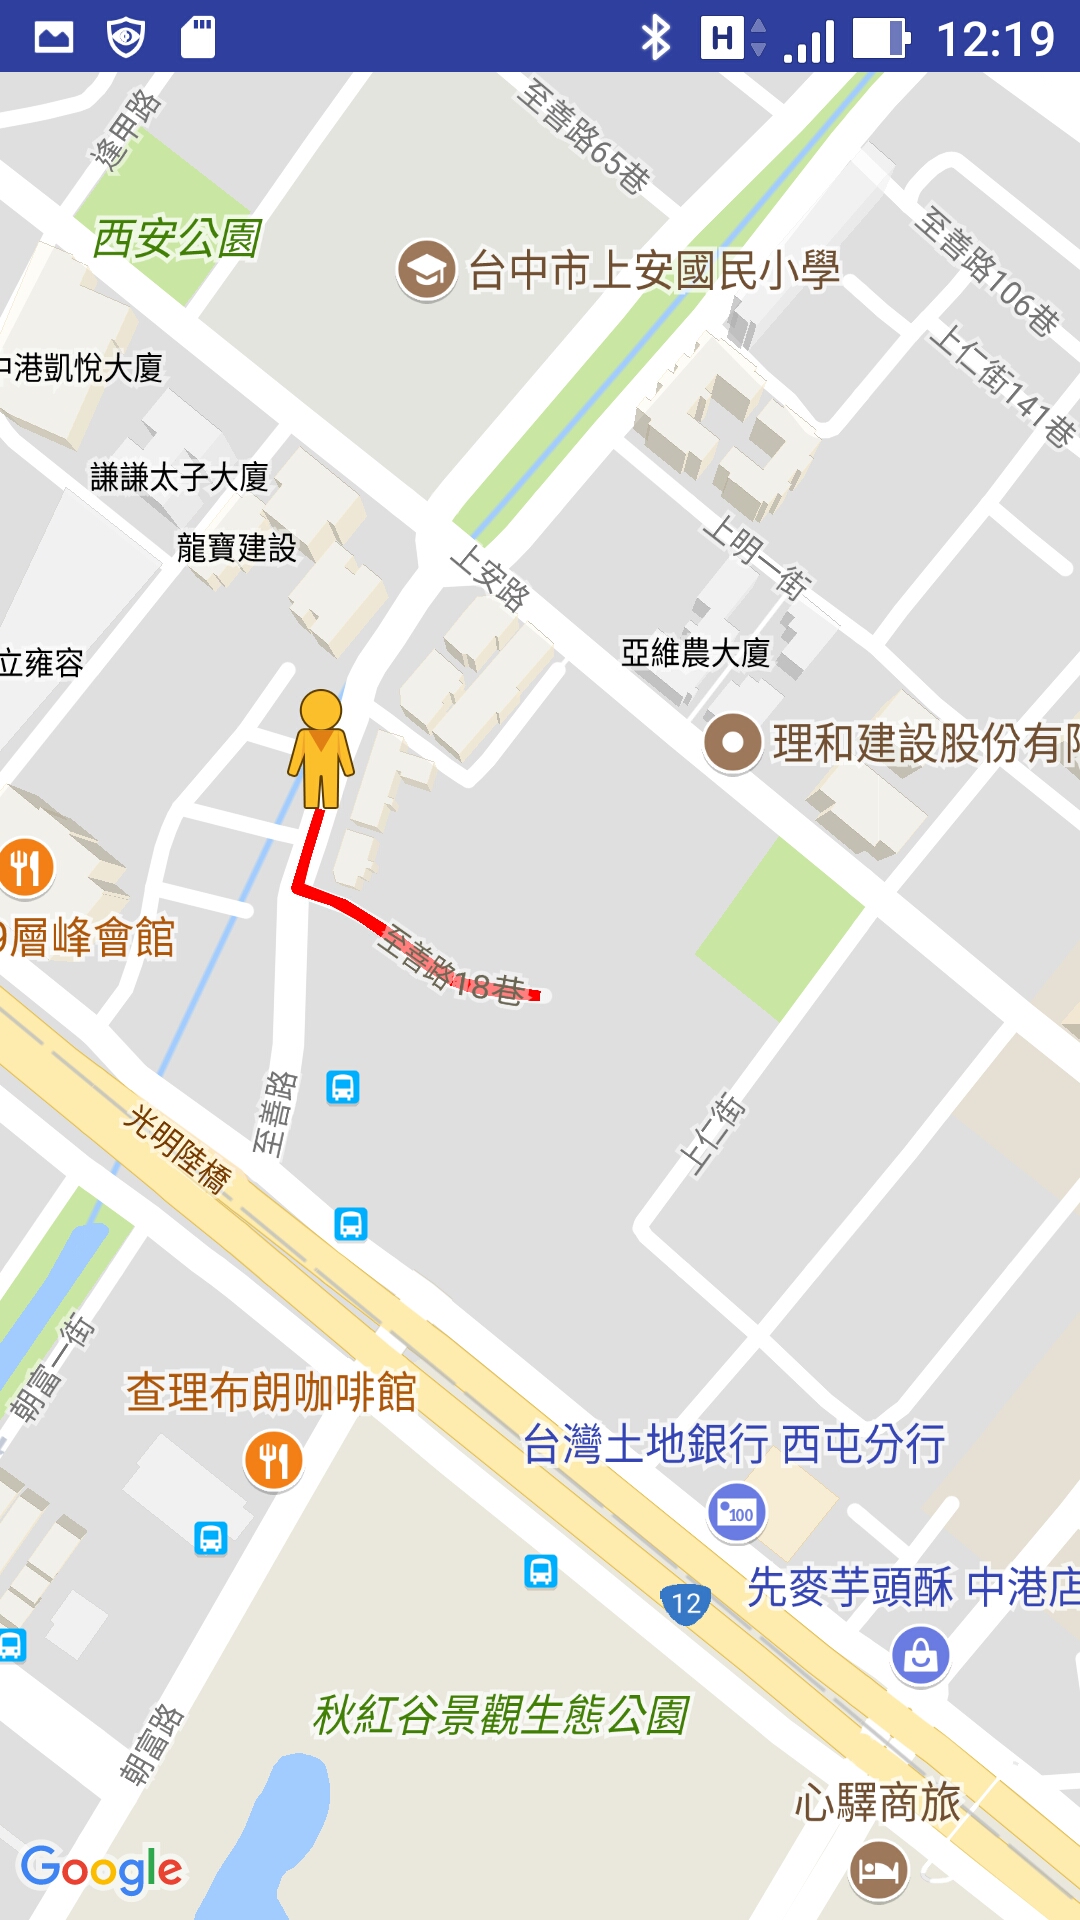 H
12:19
逢甲路
至善路65巷
西安公園
台中市上安國民小學
至善路106巷
中港凱悅大廈
上仁街141巷
謙謙太子大廈
龍寶建設
上明一街
上安路
立雍容
亞維農大廈
理和建設股份有限
9層峰會館
至善路18巷
至善路
光明陸橋
上仁街
朝富一街
查理布朗咖啡館
台灣土地銀行 西屯分行
100
先麥芋頭酥 中港店
12
秋紅谷景觀生態公園
朝富路
心驛商旅
Google